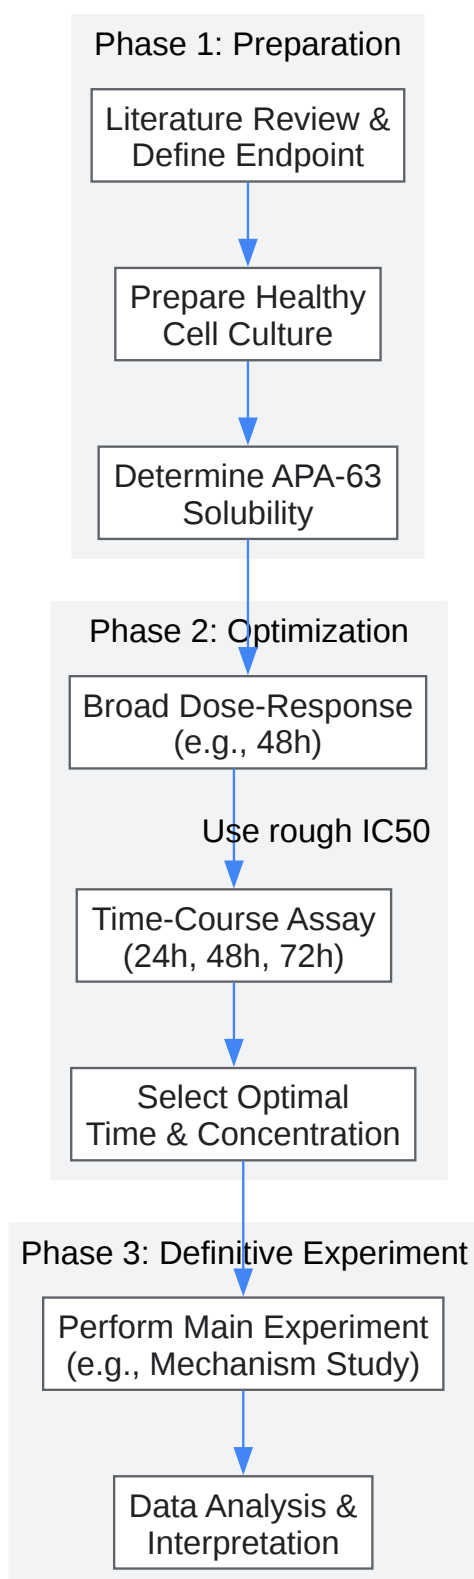 Phase 1: Preparation
Literature Review &
Define Endpoint
Prepare Healthy
Cell Culture
Determine APA-63
Solubility
Phase 2: Optimization
Broad Dose-Response
(e.g., 48h)
Use rough IC50
Time-Course Assay
(24h, 48h, 72h)
Select Optimal
Time & Concentration
Phase 3: Definitive Experiment
Perform Main Experiment
(e.g., Mechanism Study)
Data Analysis &
Interpretation